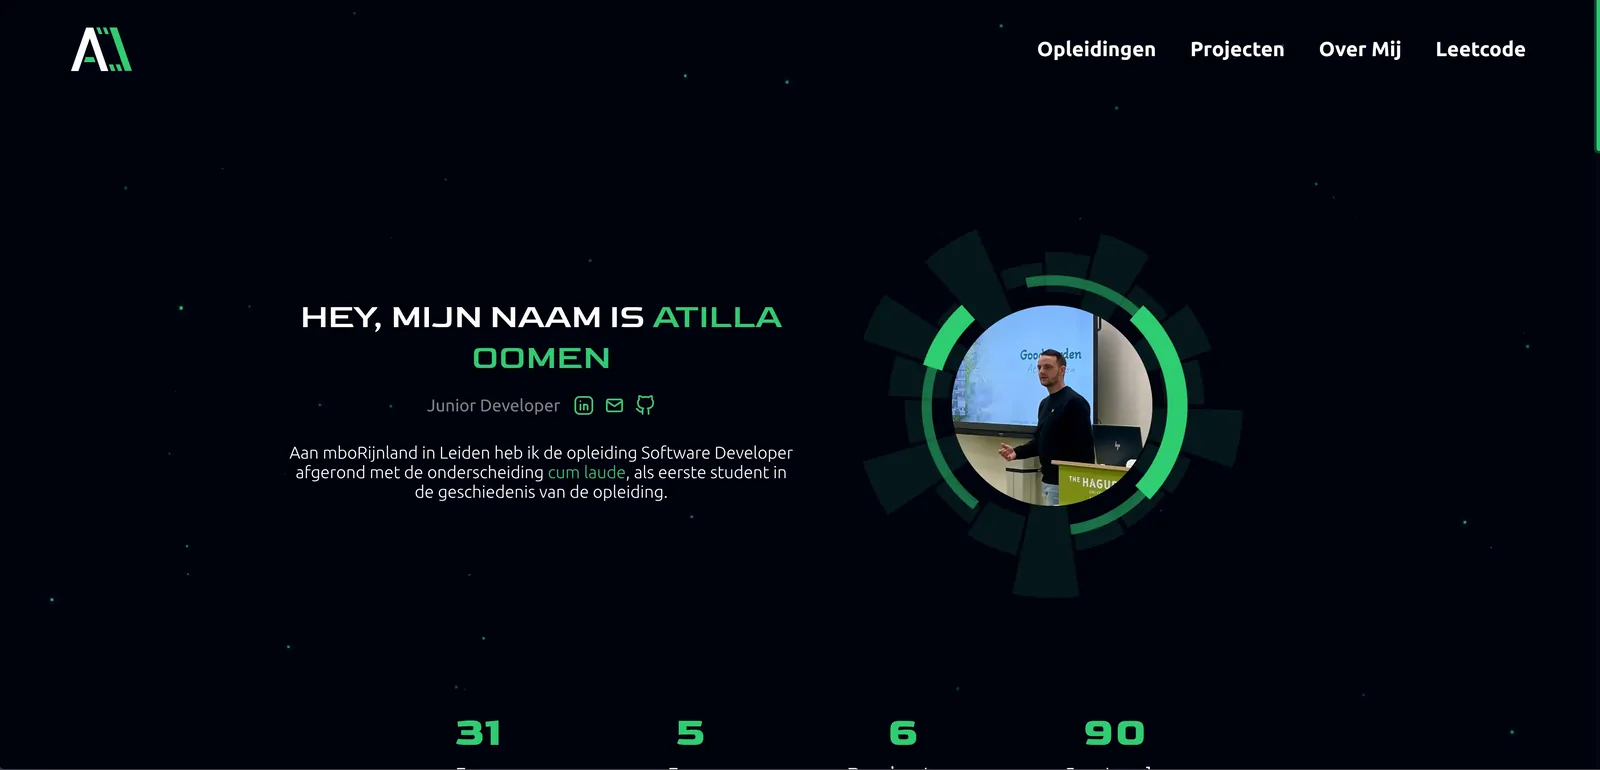 Opleidingen Projecten Over Mij Leetcode
HEY, MIJN NAAM IS ATILLA
OOMEN
Junior Developer
Aan mboRijnland in Leiden heb ik de opleiding Software Developer
afgerond met de onderscheiding cum laude, als eerste student in
de geschiedenis van de opleiding.
THE HAGUE
31 5 6 90